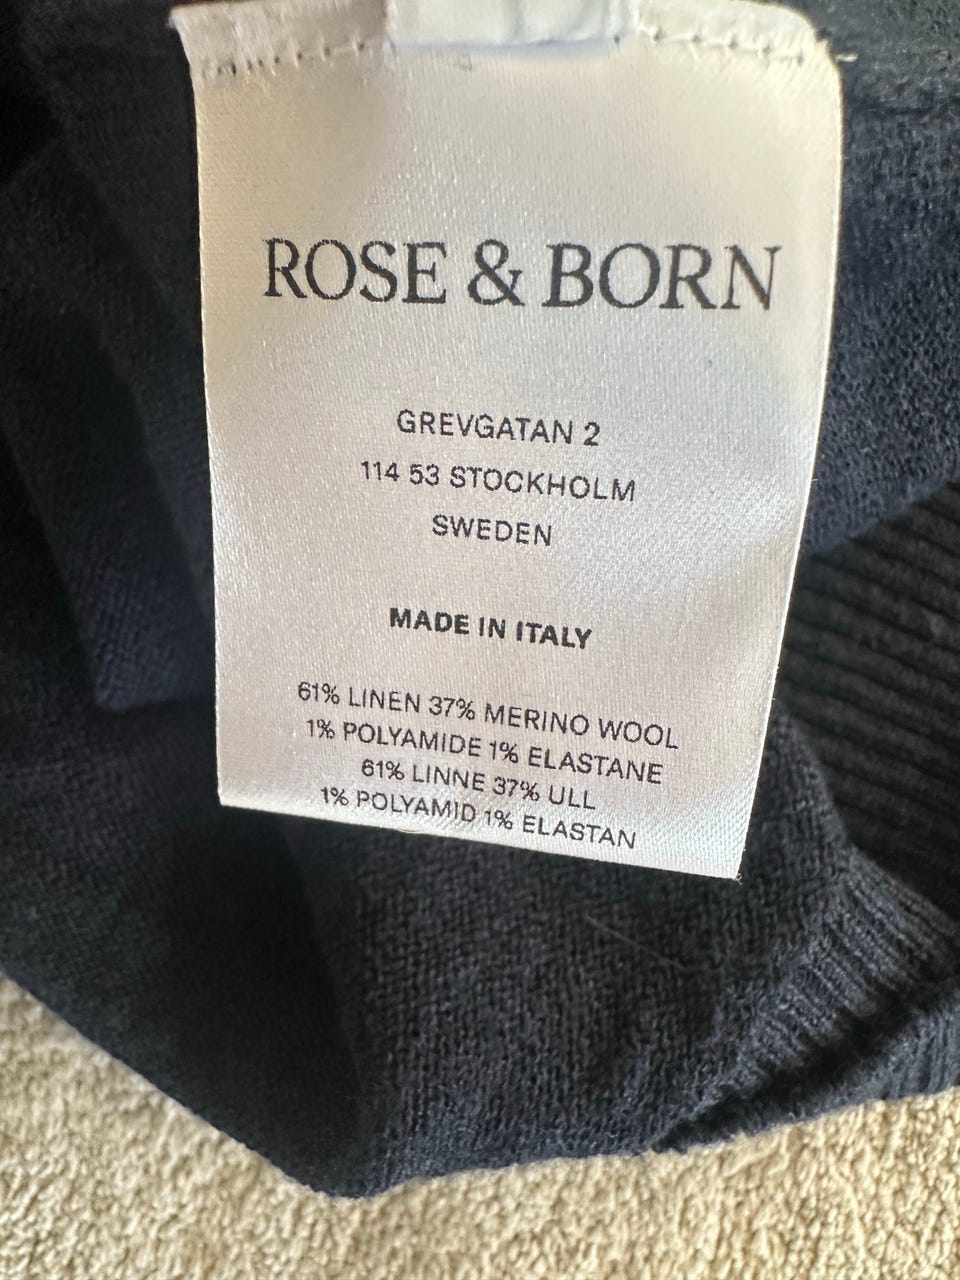 ROSE & BORN
GREVGATAN 2
114 53 STOCKHOLM
SWEDEN
MADE IN ITALY
61% LINEN 37% MERINO WOOL
1% POLYAMIDE 1% ELASTANE
61% LINNE 37% ULL
1% POLYAMID 1% ELASTAN